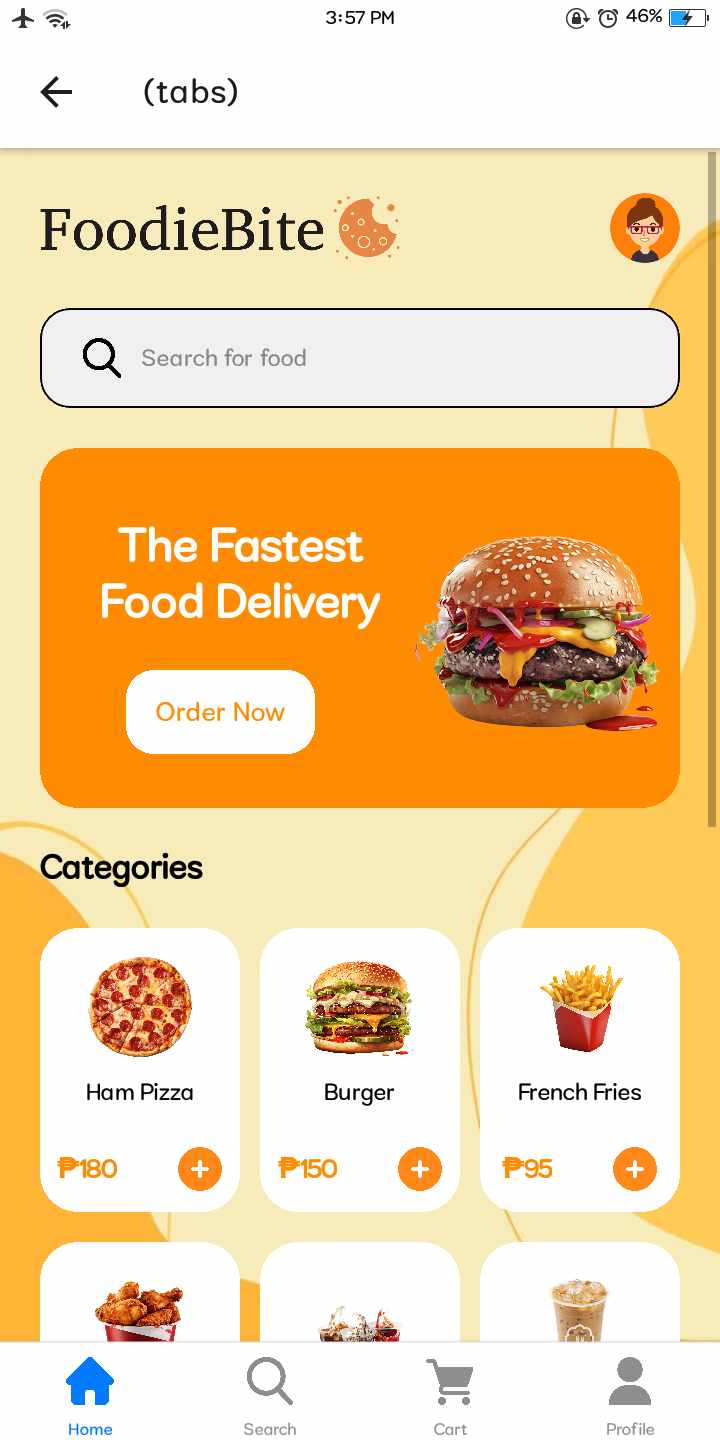 3:57 PM
46%
(tabs)
FoodieBite
Search for food
The Fastest
Food Delivery
Order Now
Categories
Ham Pizza
Burger
French Fries
₱180
₱150
₱95
Home
Search
Cart
Profile